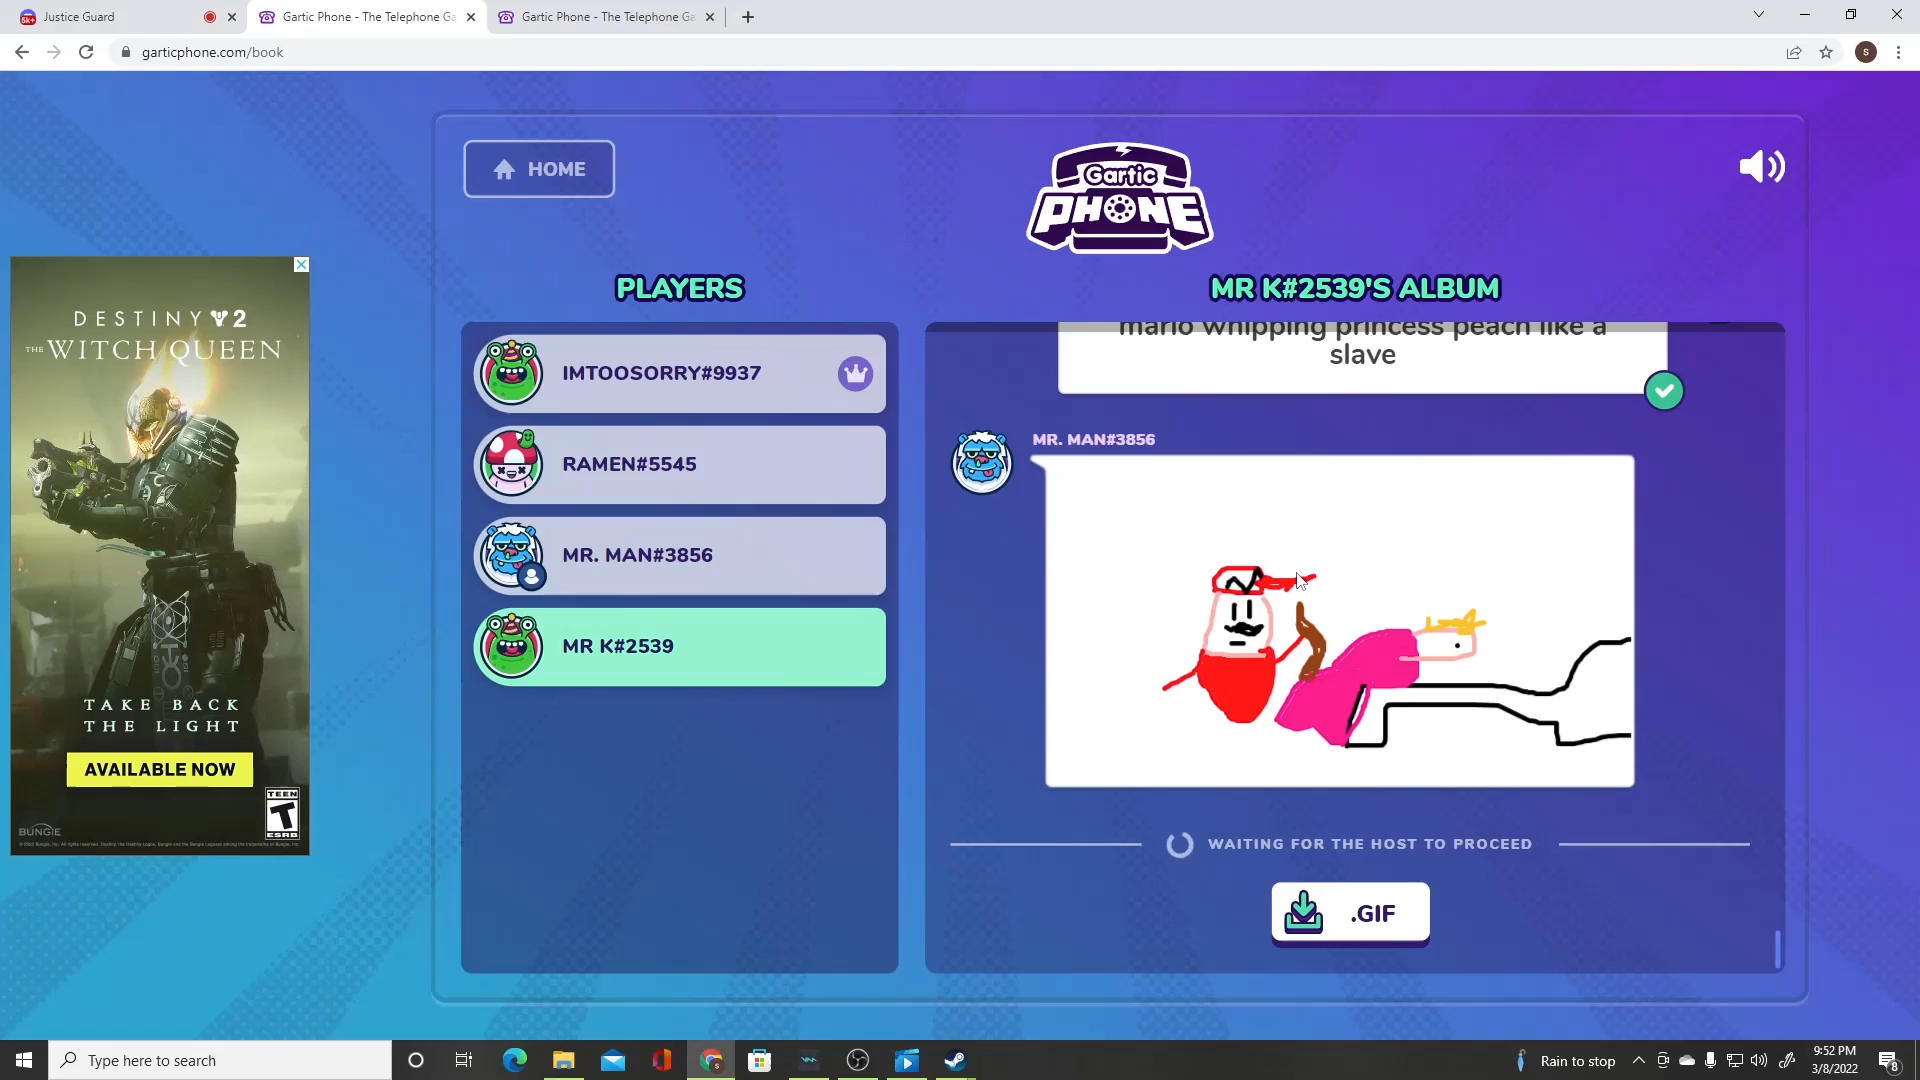 Justice Guard
Gartic Phone - The Telephone Ga
Gartic Phone - The Telephone Ga
garticphone.com/book
S
HOME
Gartic
PHONE
PLAYERS
MR K#2539'S ALBUM
DESTINY 2
THE WITCH QUEEN
TAKE BACK
THE LIGHT
AVAILABLE NOW
BUNGIE
TEEN
T
ESRB
IMTOOSORRY#9937
RAMEN#5545
MR. MAN#3856
MR K#2539
mario whipping princess peach like a
slave
MR. MAN#3856
WAITING FOR THE HOST TO PROCEED
.GIF
Type here to search
Rain to stop
9:52 PM
3/8/2022
8